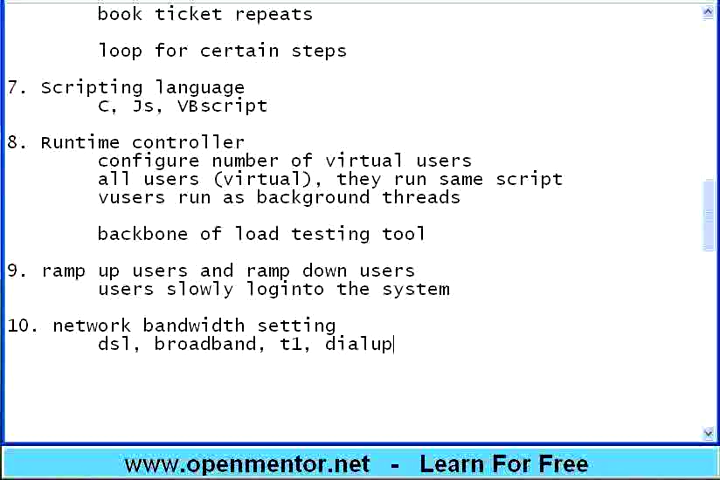 book ticket repeats
loop for certain steps
7. Scripting language
C, Js, VBscript
8. Runtime controller
configure number of virtual users
all users (virtual), they run same script
vusers run as background threads
backbone of load testing tool
9. ramp up users and ramp down users
users slowly loginto the system
10. network bandwidth setting
dsl, broadband, t1, dialup
www.openmentor.net - Learn For Free